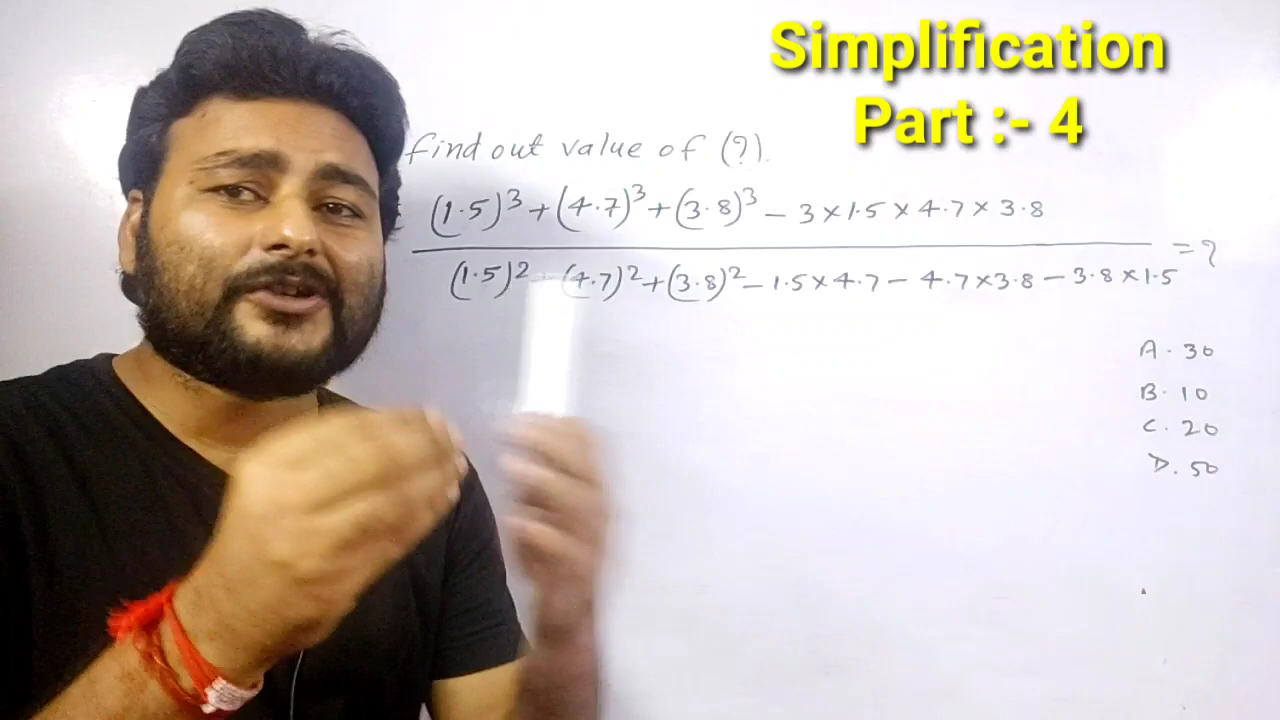 Simplification
Part :- 4
find out value of (?).
(1.5)³ + (4.7)³ + (3.8)³ – 3 × 1.5 × 4.7 × 3.8
= ?
(1.5)² + (4.7)² + (3.8)² – 1.5 × 4.7 – 4.7 × 3.8 – 3.8 × 1.5
A. 30
B. 10
C. 20
D. 50